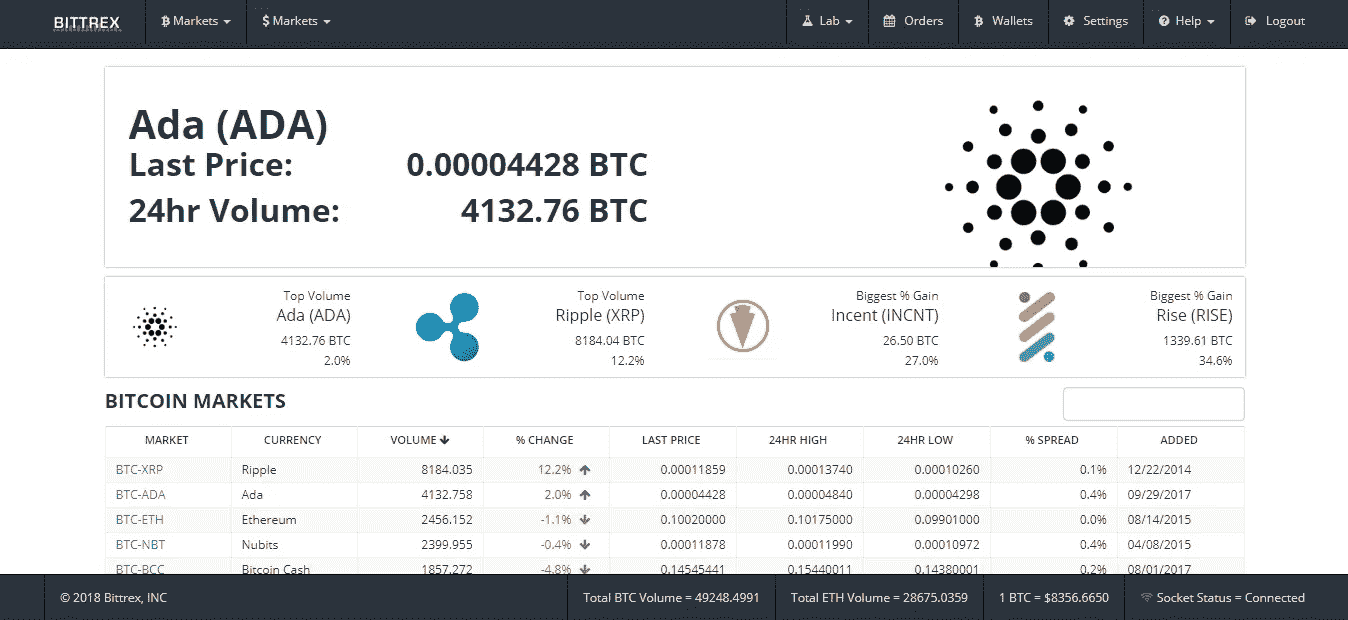 BITTREX
Markets
$ Markets
Lab
Orders
Wallets
Settings
Help
Logout
Ada (ADA)
Last Price: 0.00004428 BTC
24hr Volume: 4132.76 BTC
Top Volume
Ada (ADA)
4132.76 BTC
2.0%
Top Volume
Ripple (XRP)
8184.04 BTC
12.2%
Biggest % Gain
Incent (INCNT)
26.50 BTC
27.0%
Biggest % Gain
Rise (RISE)
1339.61 BTC
34.6%
BITCOIN MARKETS
MARKET CURRENCY VOLUME % CHANGE LAST PRICE 24HR HIGH 24HR LOW % SPREAD ADDED
BTC-XRP Ripple 8184.035 12.2% 0.00011859 0.00013740 0.00010260 0.1% 12/22/2014
BTC-ADA Ada 4132.758 2.0% 0.00004428 0.00004840 0.00004298 0.4% 09/29/2017
BTC-ETH Ethereum 2456.152 -1.1% 0.10020000 0.10175000 0.09901000 0.0% 08/14/2015
BTC-NBT Nubits 2399.955 -0.4% 0.00011878 0.00011990 0.00010972 0.4% 04/08/2015
BTC-BCC Bitcoin Cash 1857.272 -4.8% 0.14545441 0.15440011 0.14380001 0.2% 08/01/2017
© 2018 Bittrex, INC
Total BTC Volume = 49248.4991
Total ETH Volume = 28675.0359
1 BTC = $8356.6650
Socket Status = Connected